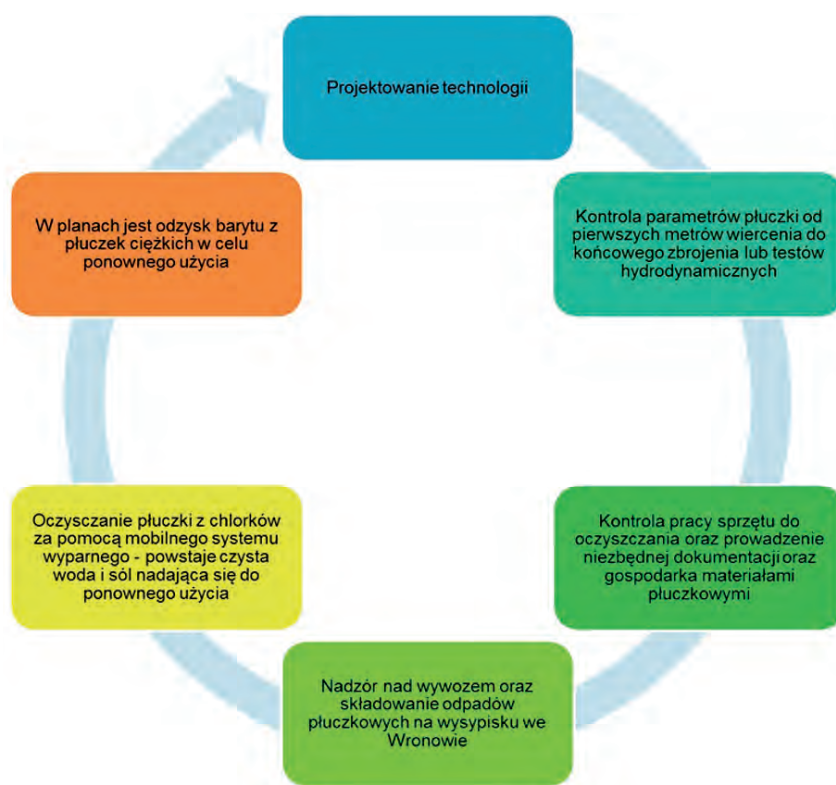 Projektowanie technologii
Kontrola parametrów płuczki od
pierwszych metrów wiercenia do
końcowego zbrojenia lub testów
hydrodynamicznych
Kontrola pracy sprzętu do
oczyszczania oraz prowadzenie
niezbędnej dokumentacji oraz
gospodarka materiałami
płuczkowymi
Nadzór nad wywozem oraz
składowanie odpadów
płuczkowych na wysypisku we
Wronowie
Oczysczanie płuczki z chlorków
za pomocą mobilnego systemu
wyparnego - powstaje czysta
woda i sól nadająca się do
ponownego użycia
W planach jest odzysk barytu z
płuczek ciężkich w celu
ponownego użycia